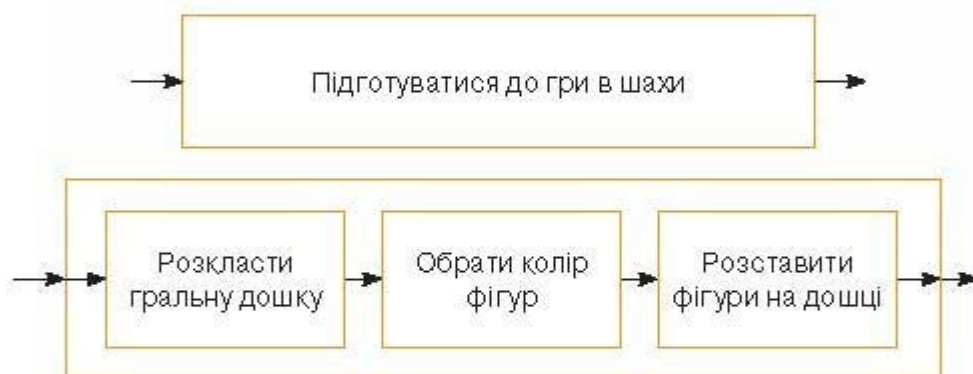 Підготуватися до гри в шахи
Розкласти
гральну дошку
Обрати колір
фігур
Розставити
фігури на дошці